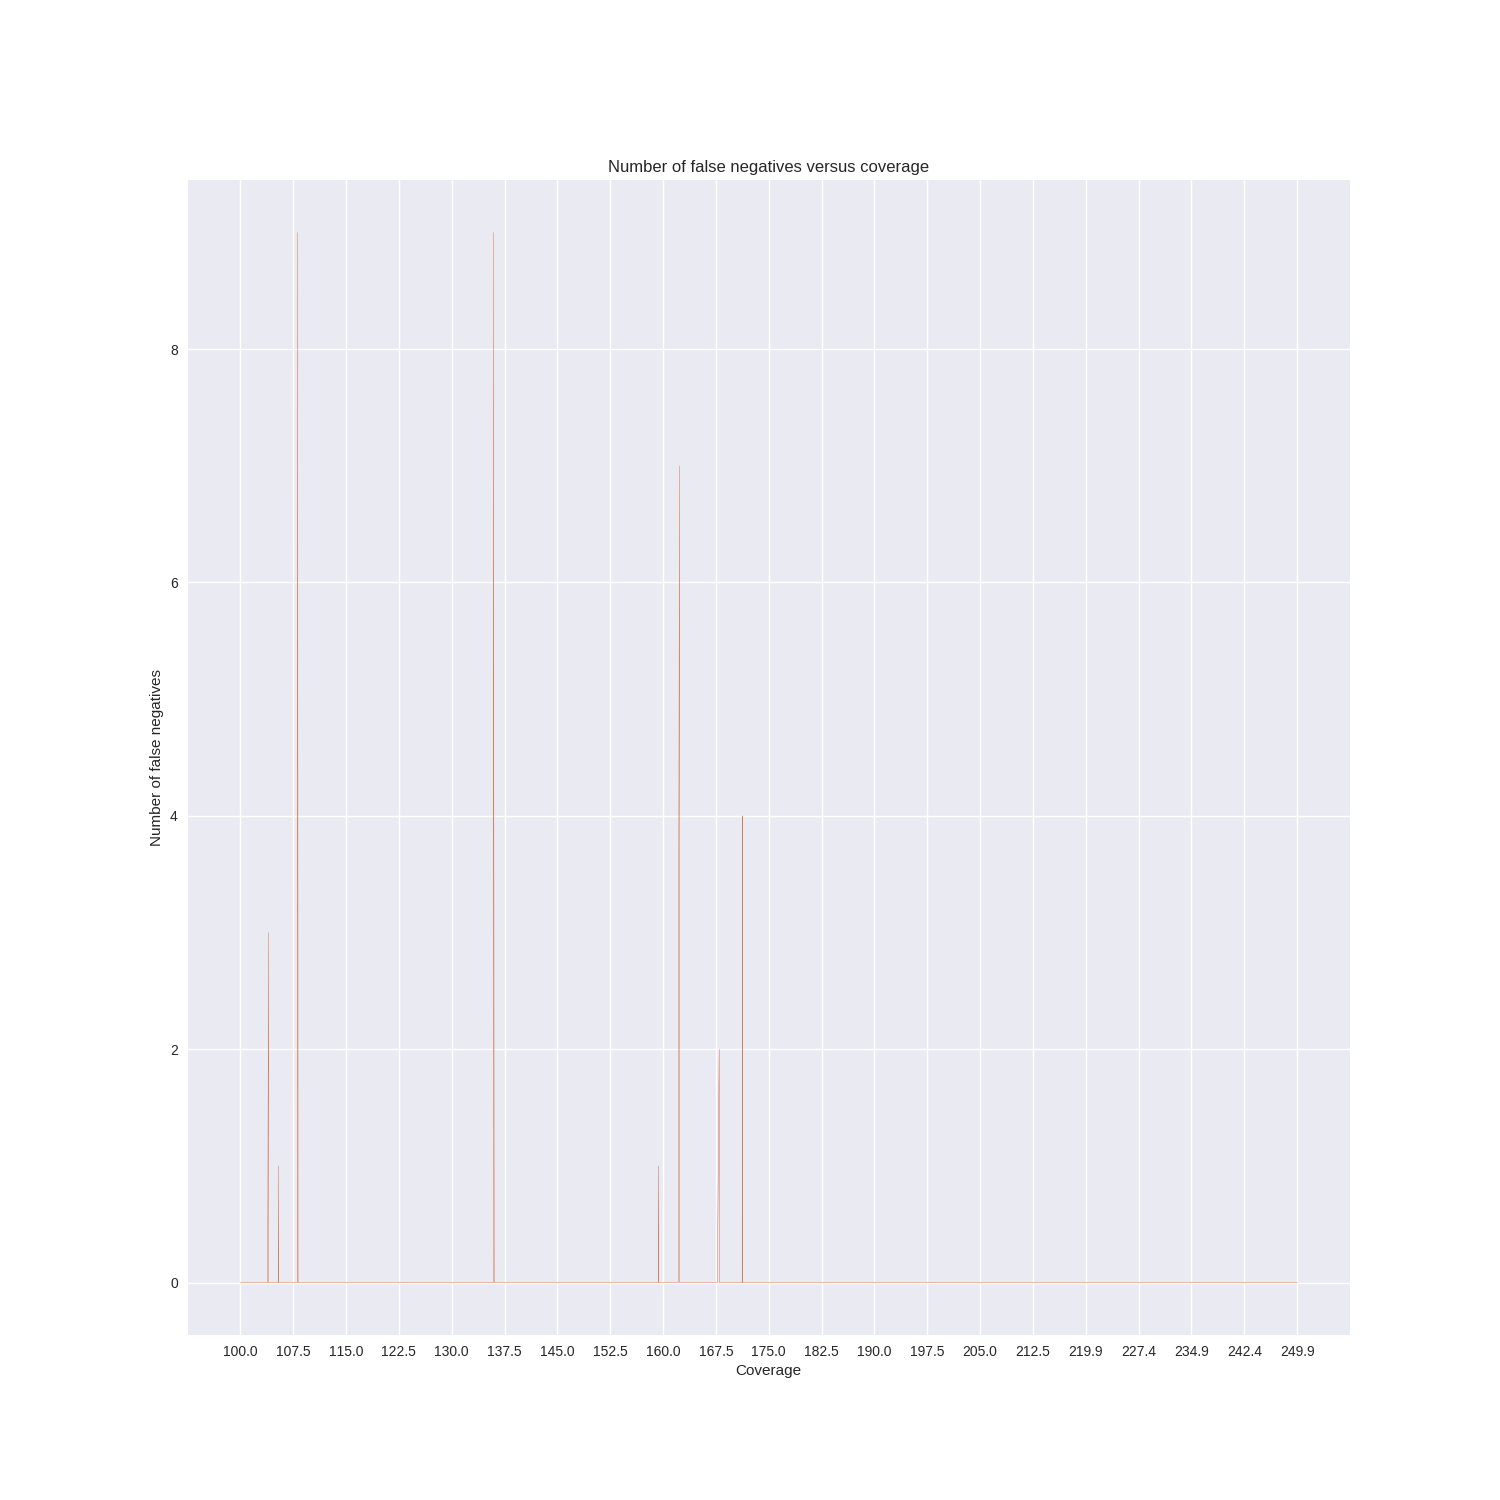 Number of false negatives versus coverage
8
6
4
2
0
Number of false negatives
100.0 107.5 115.0 122.5 130.0 137.5 145.0 152.5 160.0 167.5 175.0 182.5 190.0 197.5 205.0 212.5 219.9 227.4 234.9 242.4 249.9
Coverage